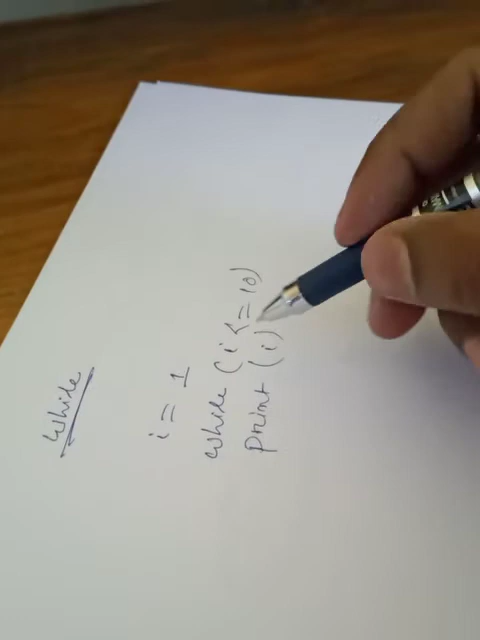 While
i = 1
while (i <= 10)
print (i)